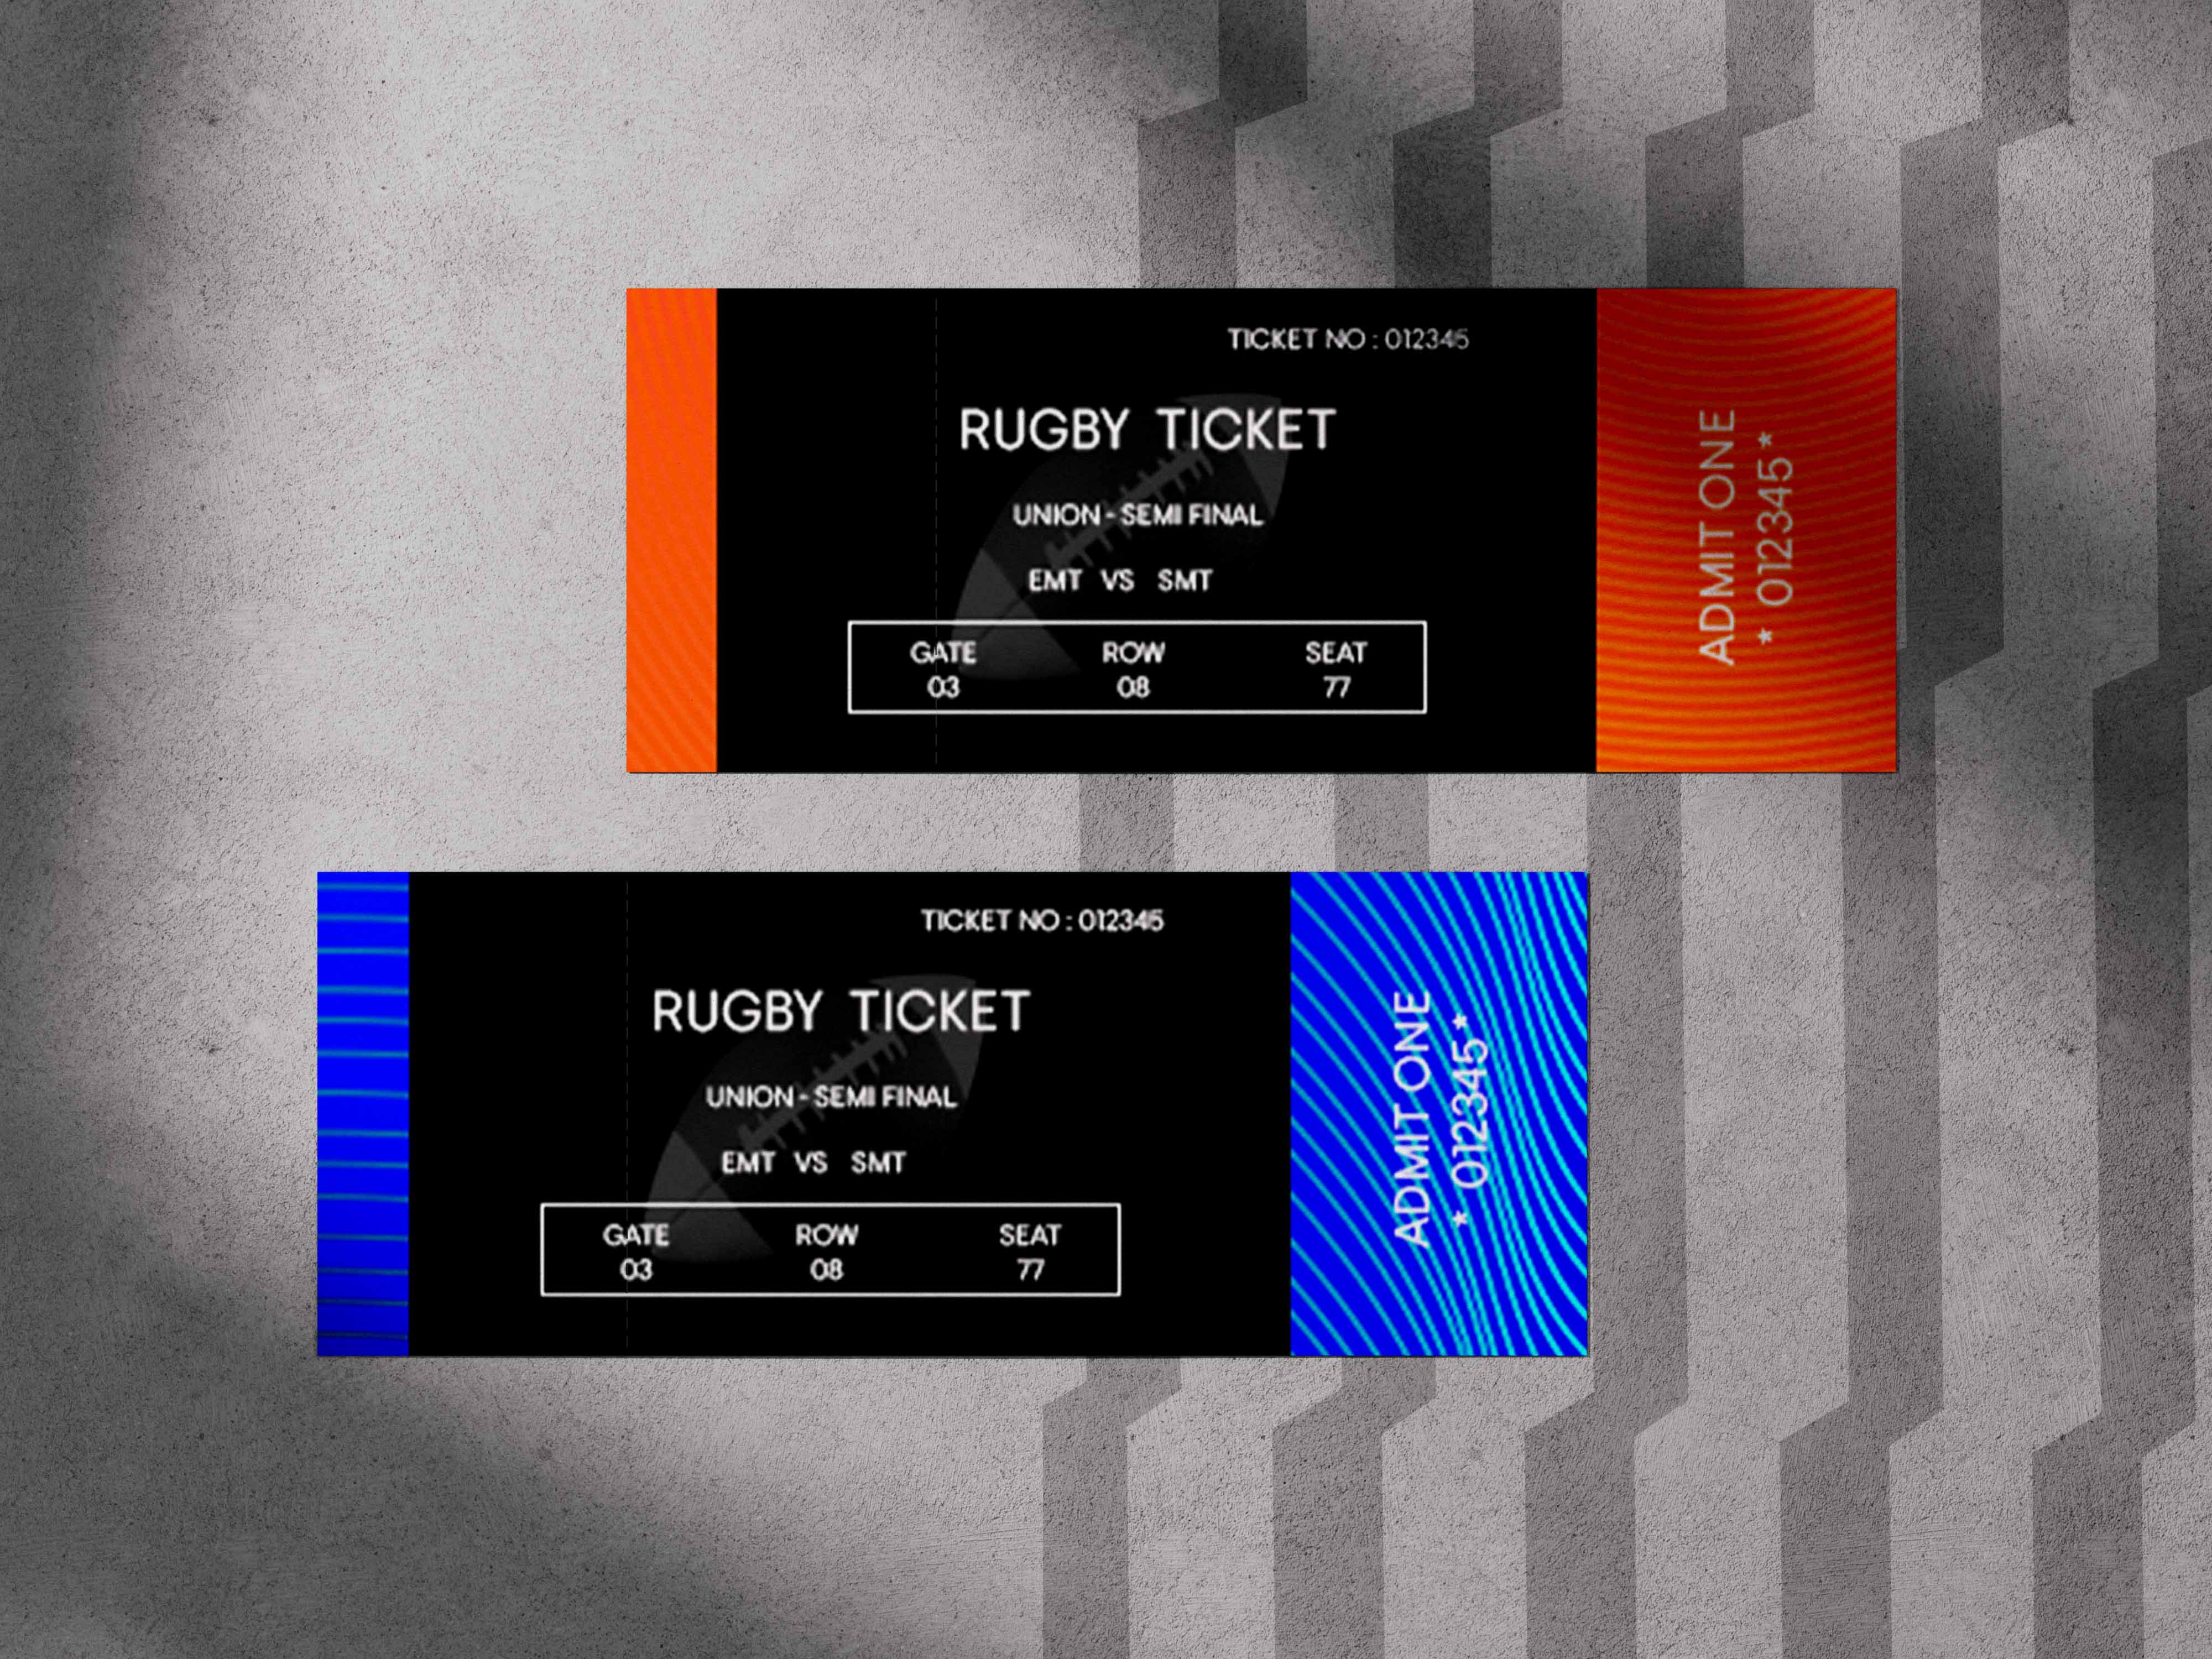 TICKET NO : 012345
RUGBY TICKET
UNION - SEMI FINAL
EMT VS SMT
GATE ROW SEAT
03 08 77
ADMIT ONE
* 012345 *
TICKET NO : 012345
RUGBY TICKET
UNION - SEMI FINAL
EMT VS SMT
GATE ROW SEAT
03 08 77
ADMIT ONE
* 012345 *